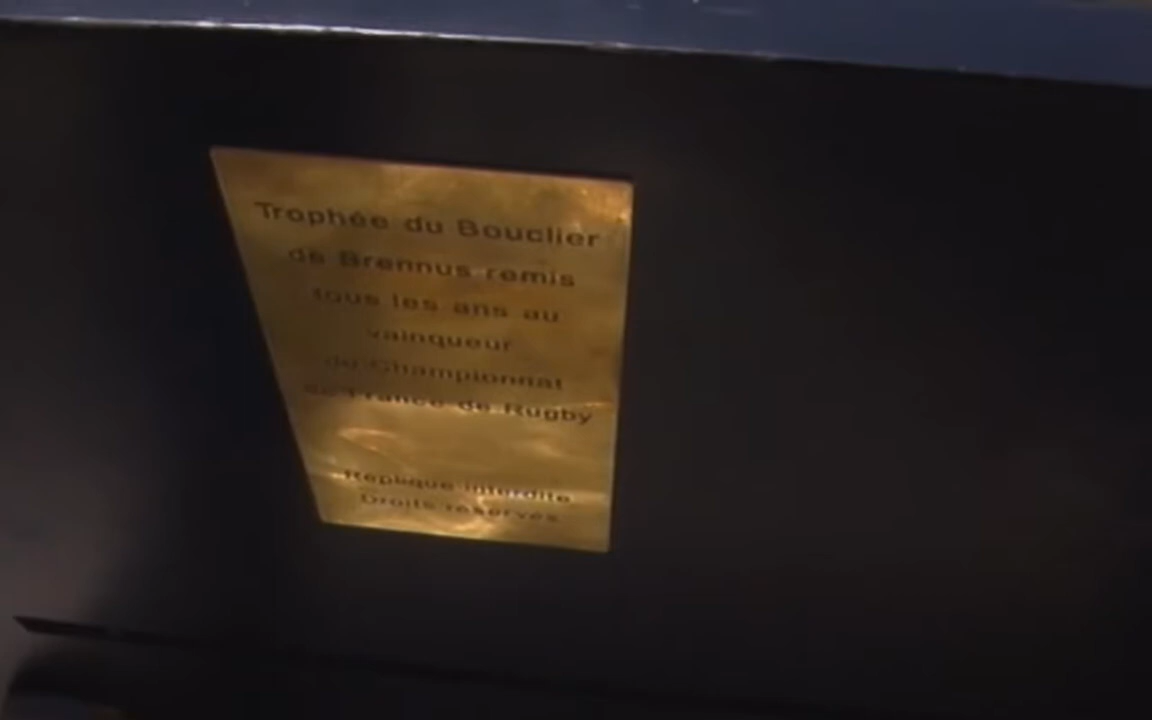 Trophée du Bouclier
de Brennus remis
tous les ans au
vainqueur
du Championnat
de France de Rugby
Replique interdite
Droits réservés